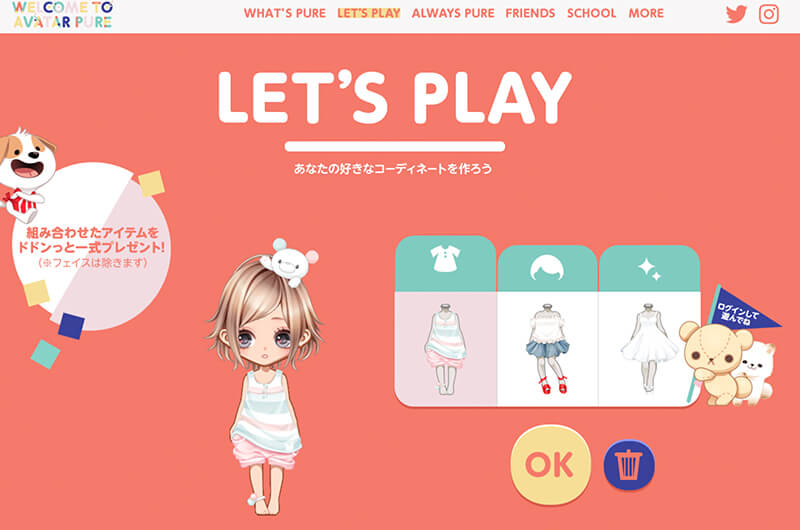 WELCOME TO
AVATAR PURE
WHAT'S PURE LET'S PLAY ALWAYS PURE FRIENDS SCHOOL MORE
LET'S PLAY
あなたの好きなコーディネートを作ろう
組み合わせたアイテムを
ドドンっと一式プレゼント!
(※フェイスは除きます)
ログインして
遊んでね
OK